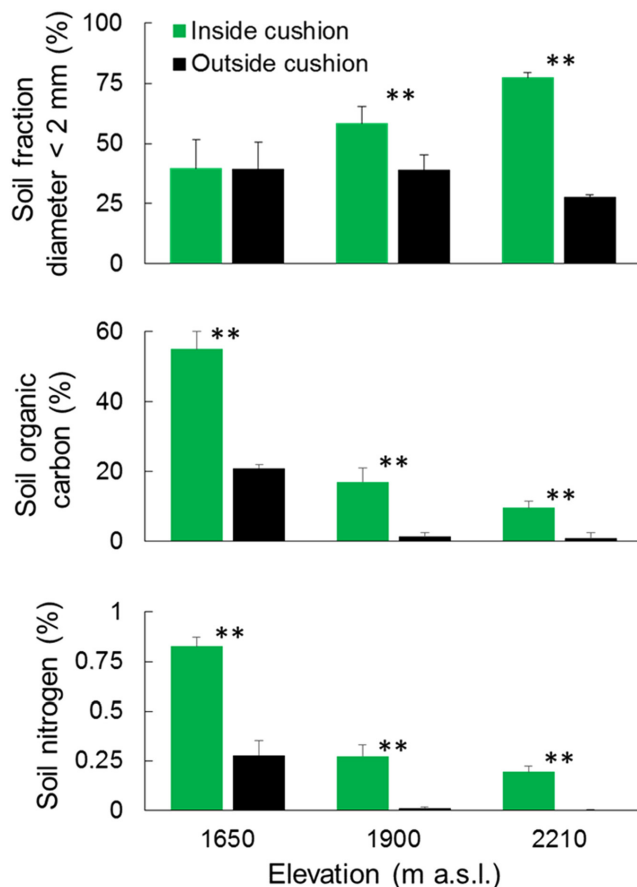 Soil fraction
diameter < 2 mm (%)
100
75
50
25
0
Inside cushion
Outside cushion
**
**
Soil organic
carbon (%)
60
40
20
0
**
**
**
Soil nitrogen (%)
1
0.75
0.5
0.25
0
**
**
**
1650 1900 2210
Elevation (m a.s.l.)